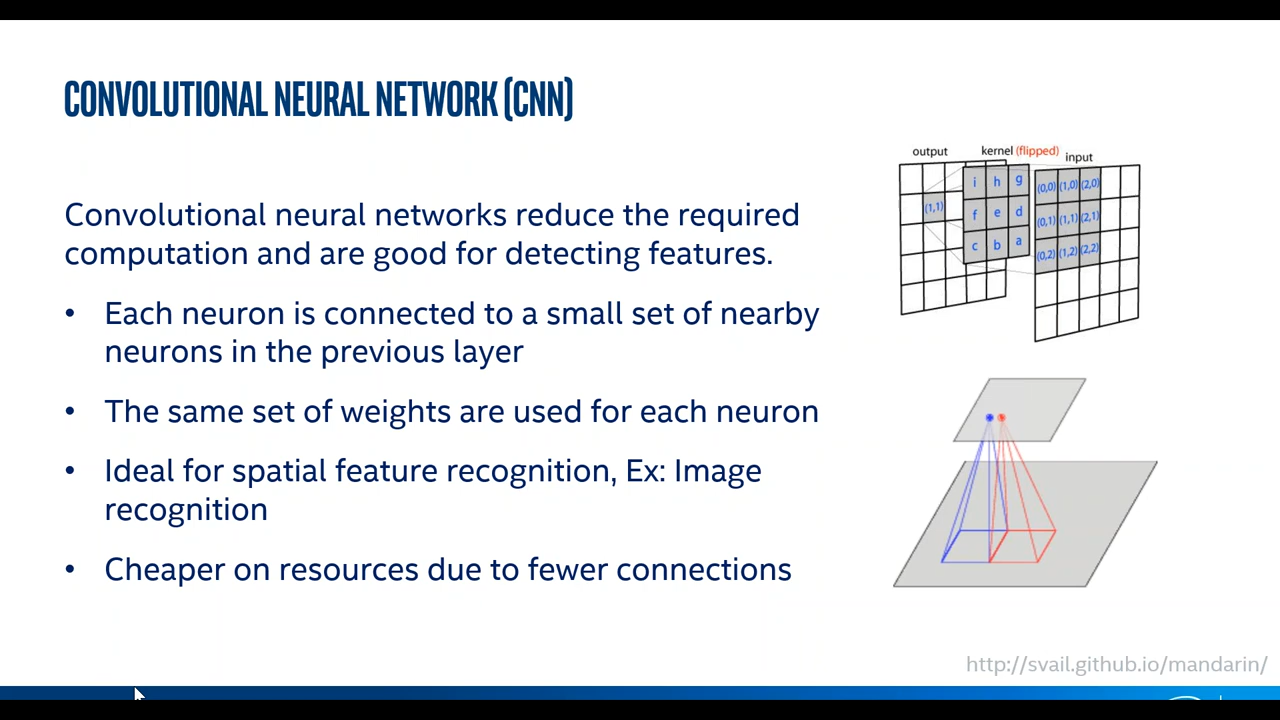 CONVOLUTIONAL NEURAL NETWORK (CNN)
Convolutional neural networks reduce the required
computation and are good for detecting features.
• Each neuron is connected to a small set of nearby
neurons in the previous layer
• The same set of weights are used for each neuron
• Ideal for spatial feature recognition, Ex: Image
recognition
• Cheaper on resources due to fewer connections
output kernel (flipped) input
i h g
f e d
c b a
(1,1)
(0,0) (1,0) (2,0)
(0,1) (1,1) (2,1)
(0,2) (1,2) (2,2)
http://svail.github.io/mandarin/